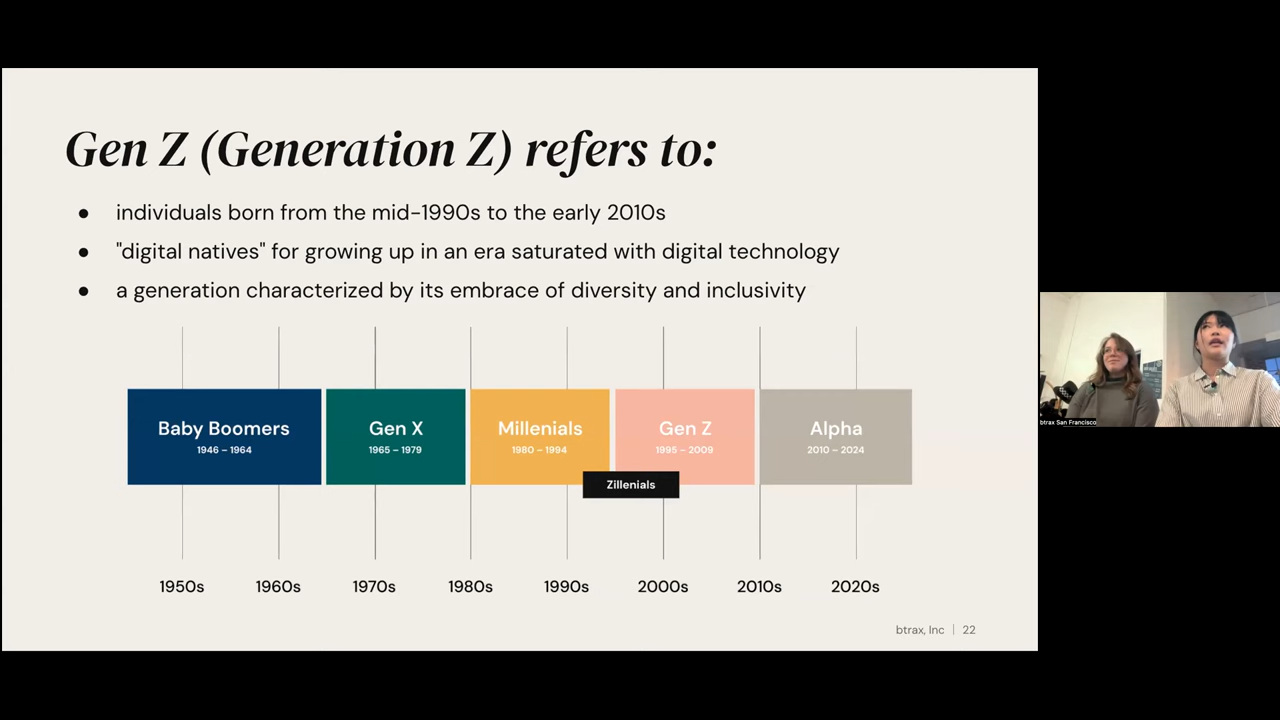 Gen Z (Generation Z) refers to:
● individuals born from the mid-1990s to the early 2010s
● "digital natives" for growing up in an era saturated with digital technology
● a generation characterized by its embrace of diversity and inclusivity
Baby Boomers
1946 – 1964
Gen X
1965 – 1979
Millenials
1980 – 1994
Gen Z
1995 – 2009
Alpha
2010 – 2024
Zillenials
1950s 1960s 1970s 1980s 1990s 2000s 2010s 2020s
btrax, Inc | 22
btrax San Francisco